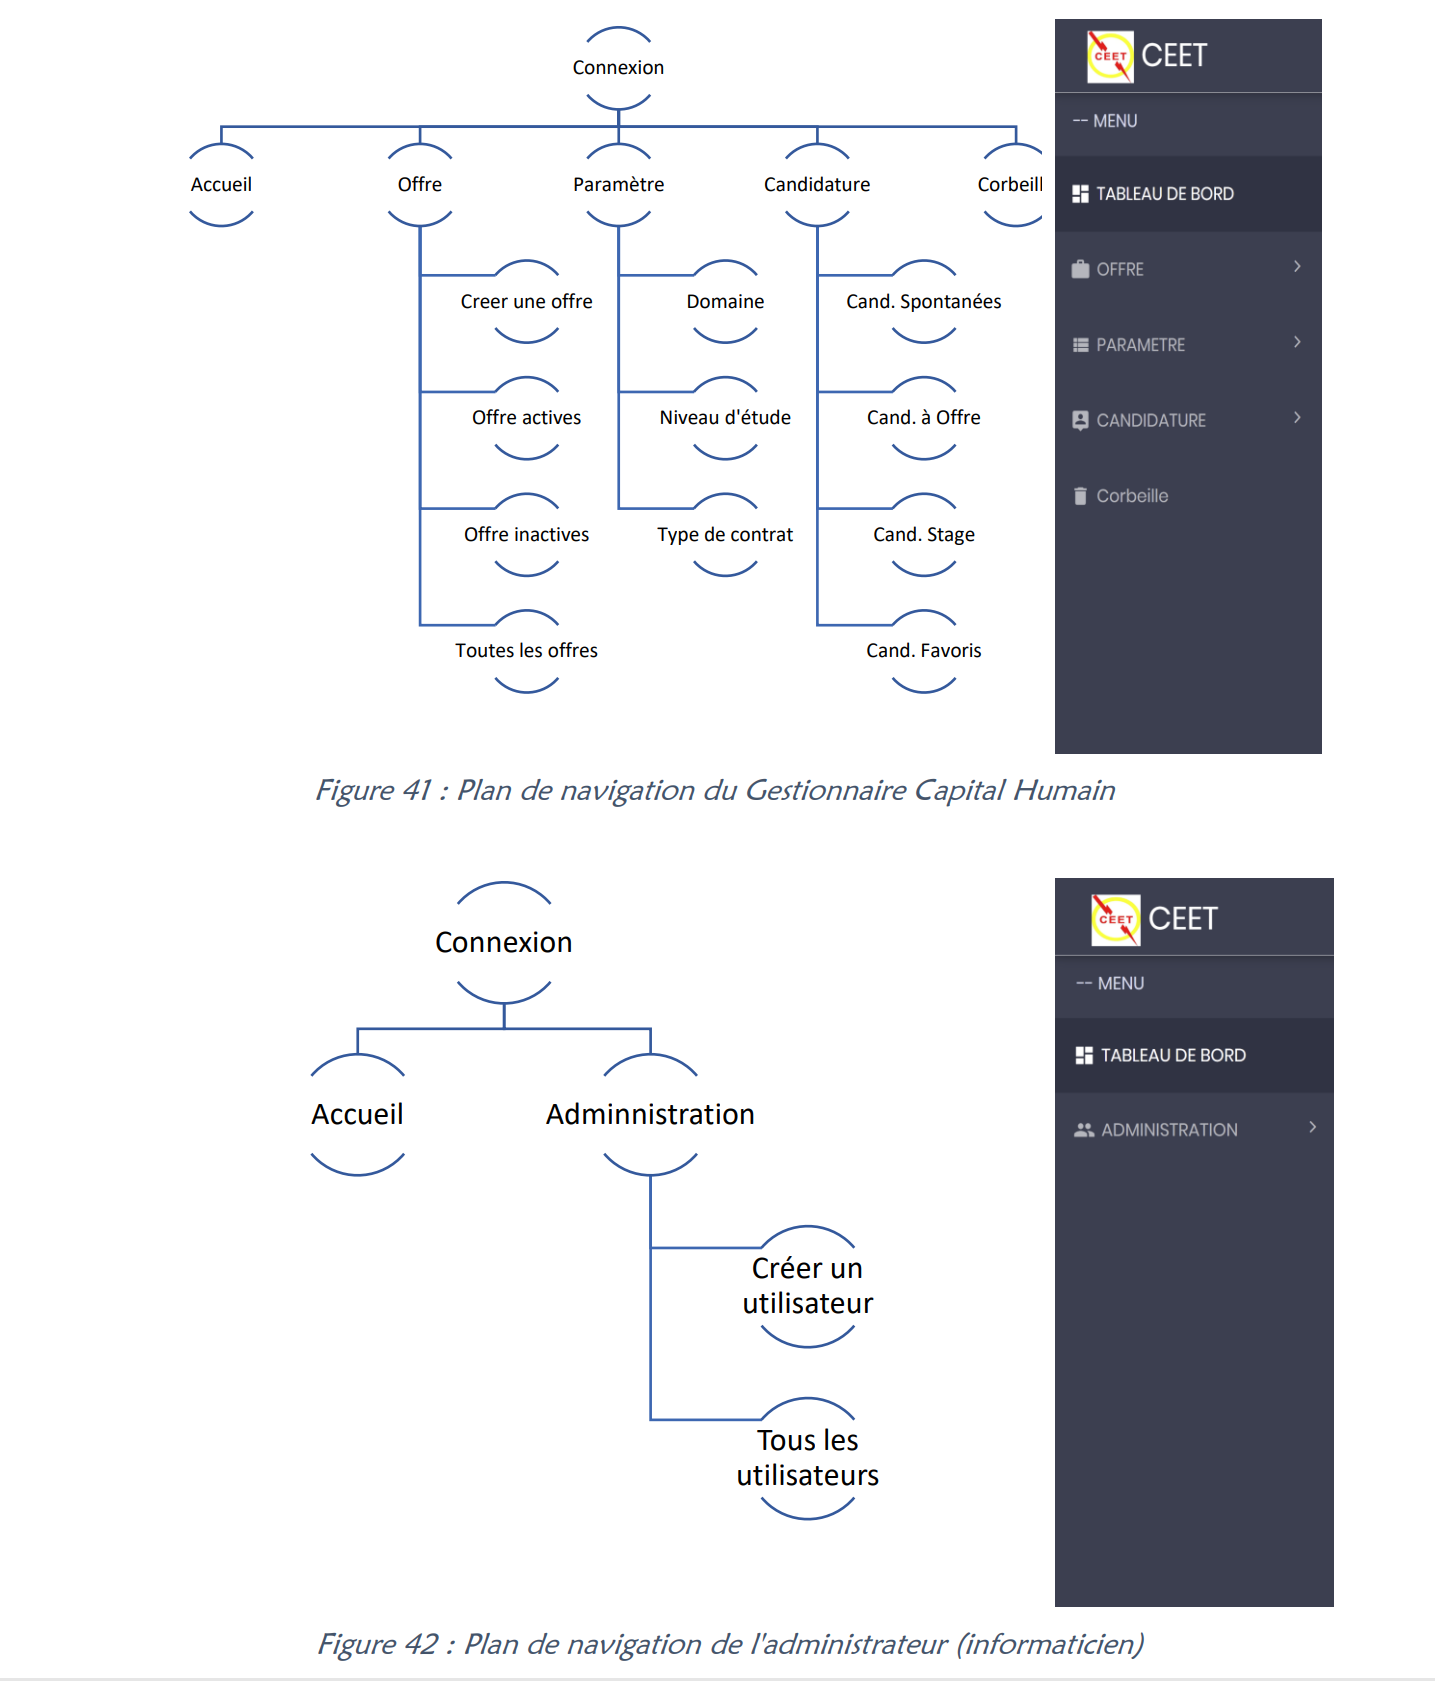 Connexion
Accueil
Offre
Paramètre
Candidature
Corbeill
Creer une offre
Domaine
Cand. Spontanées
Offre actives
Niveau d'étude
Cand. à Offre
Offre inactives
Type de contrat
Cand. Stage
Toutes les offres
Cand. Favoris
CEET
CEET
-- MENU
TABLEAU DE BORD
OFFRE
PARAMETRE
CANDIDATURE
Corbeille
Figure 41 : Plan de navigation du Gestionnaire Capital Humain
Connexion
Accueil
Adminnistration
Créer un
utilisateur
Tous les
utilisateurs
CEET
CEET
-- MENU
TABLEAU DE BORD
ADMINISTRATION
Figure 42 : Plan de navigation de l'administrateur (informaticien)